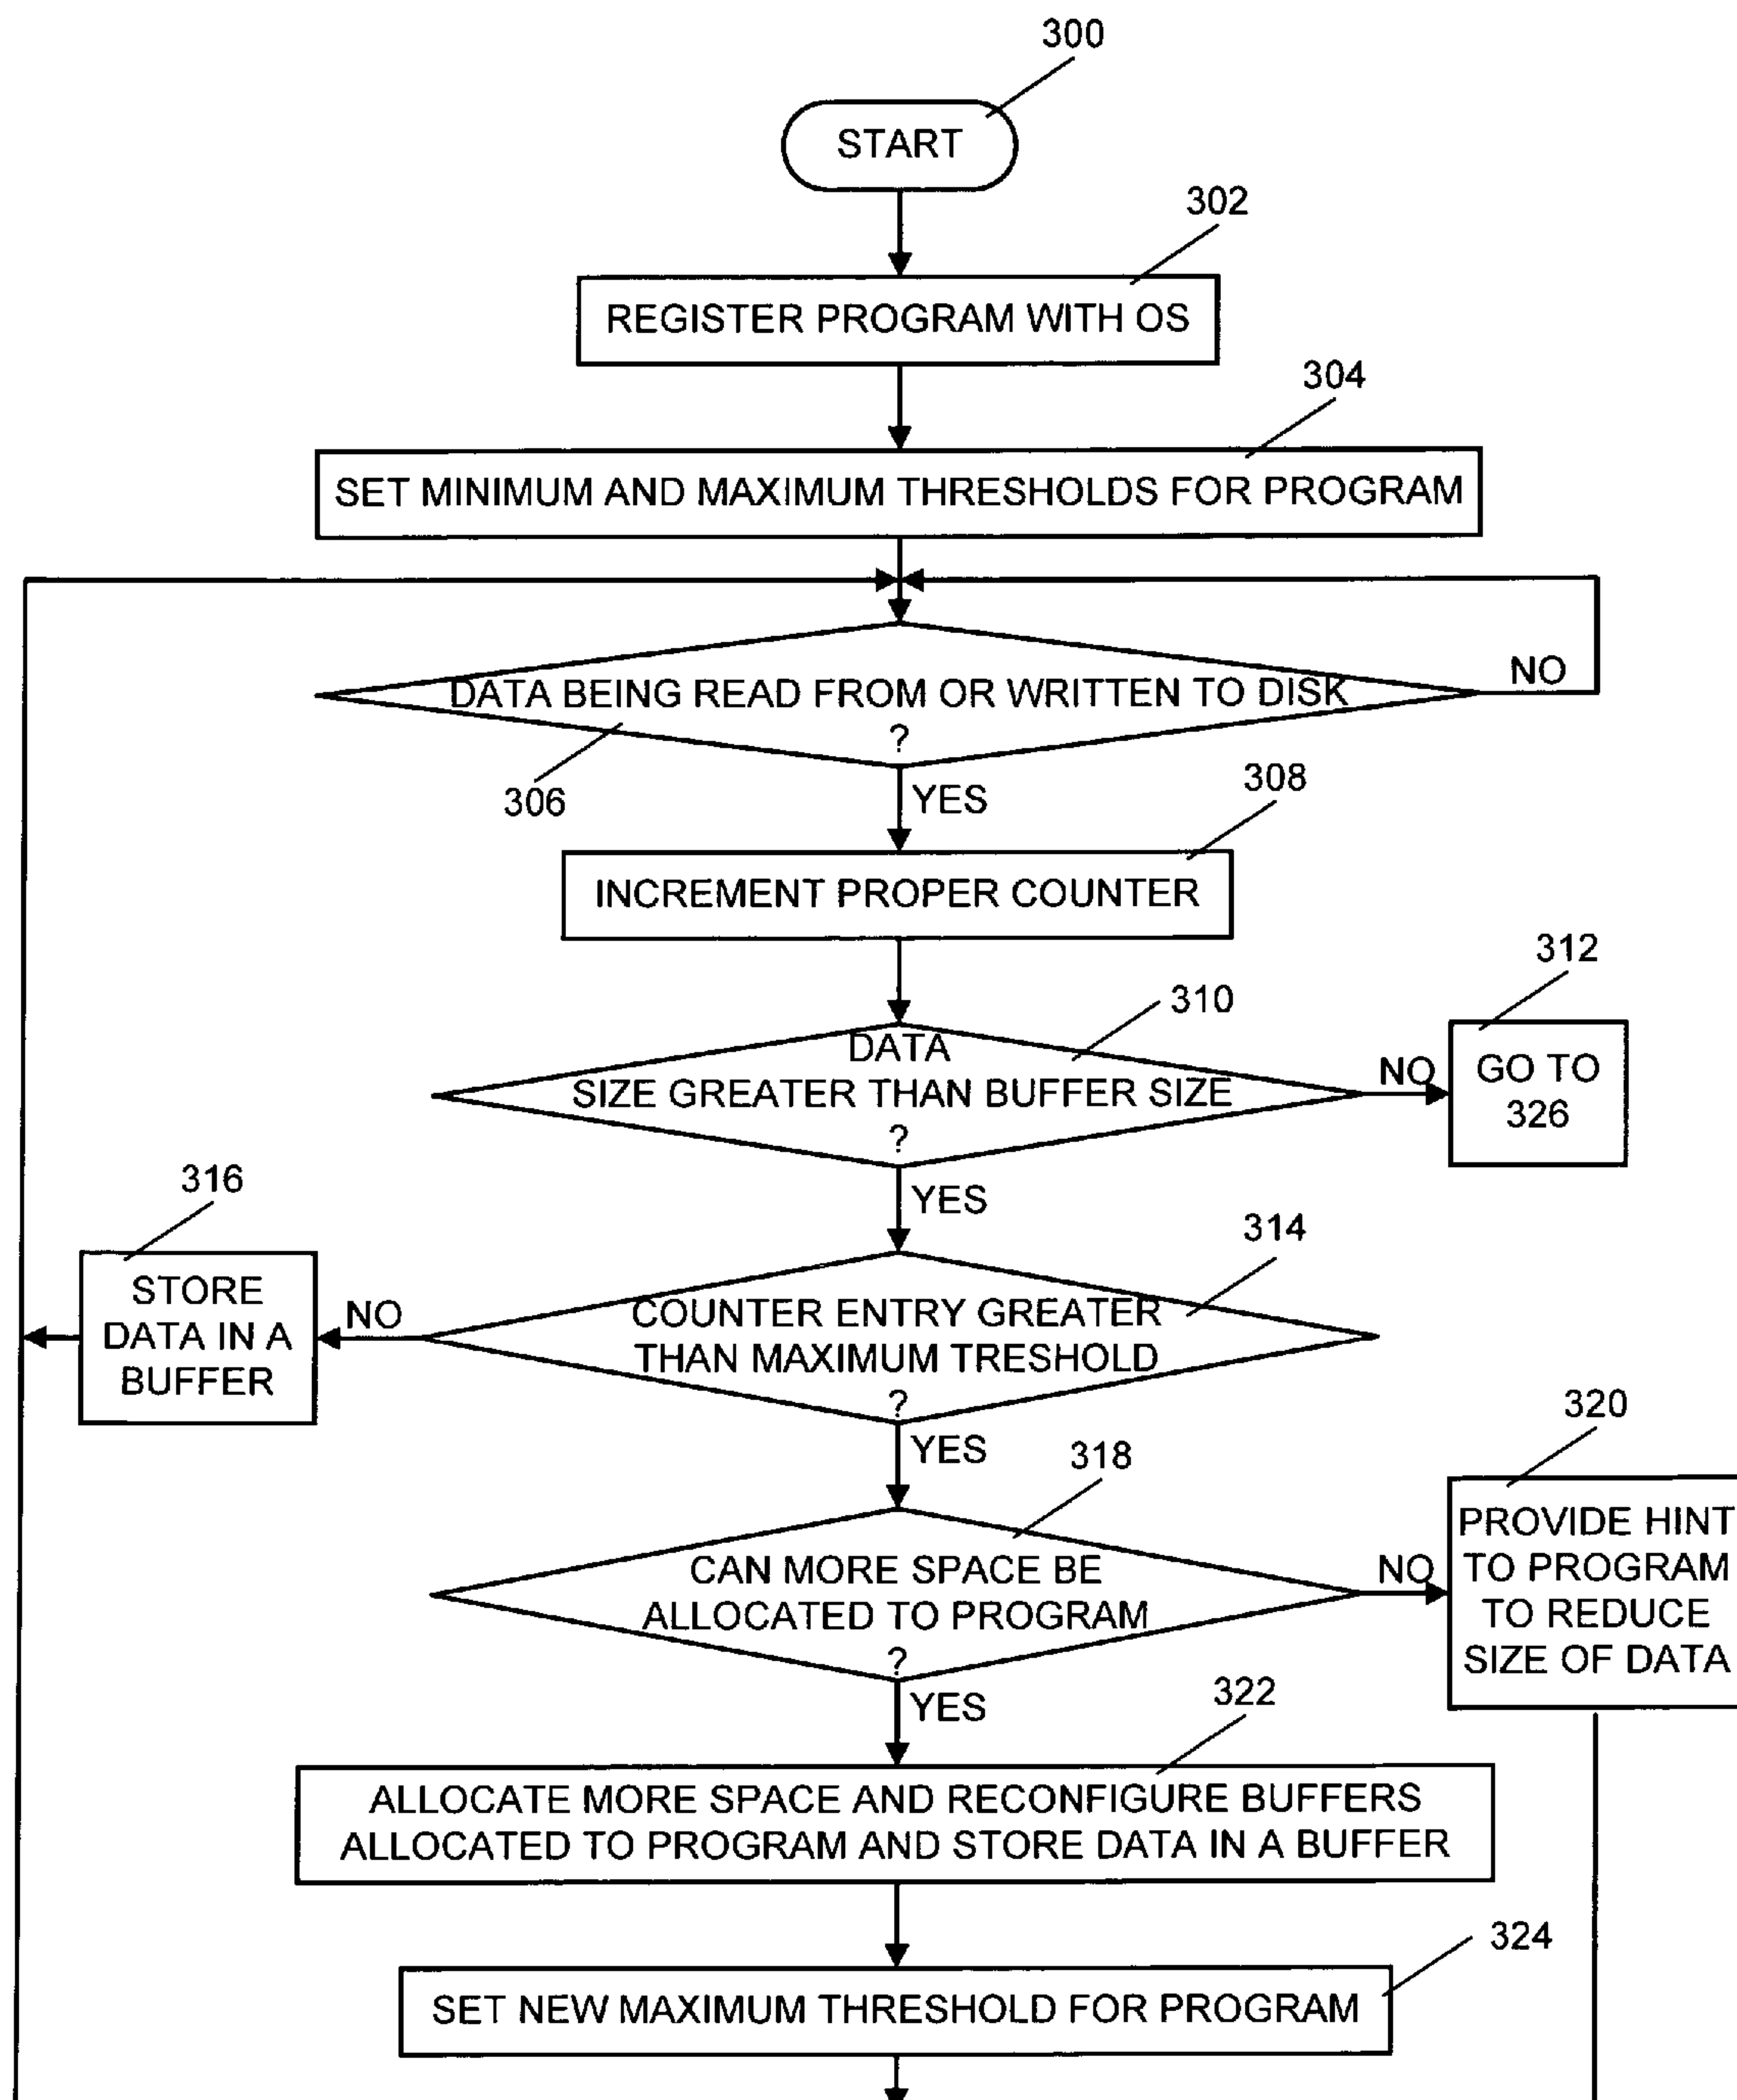 300
START
302
REGISTER PROGRAM WITH OS
304
SET MINIMUM AND MAXIMUM THRESHOLDS FOR PROGRAM
DATA BEING READ FROM OR WRITTEN TO DISK
?
NO
306
YES
308
INCREMENT PROPER COUNTER
310
DATA
SIZE GREATER THAN BUFFER SIZE
?
NO
312
GO TO
326
YES
314
COUNTER ENTRY GREATER
THAN MAXIMUM TRESHOLD
?
NO
316
STORE
DATA IN A
BUFFER
YES
318
CAN MORE SPACE BE
ALLOCATED TO PROGRAM
?
NO
320
PROVIDE HINT
TO PROGRAM
TO REDUCE
SIZE OF DATA
YES
322
ALLOCATE MORE SPACE AND RECONFIGURE BUFFERS
ALLOCATED TO PROGRAM AND STORE DATA IN A BUFFER
324
SET NEW MAXIMUM THRESHOLD FOR PROGRAM